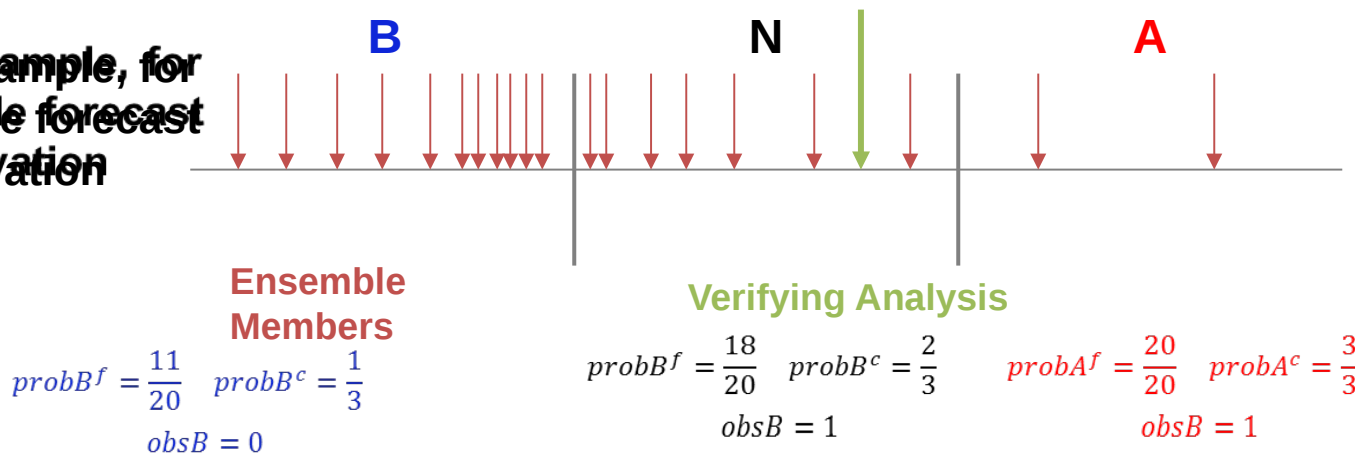 B N A
ample, for
e forecast
vation
Ensemble
Members
Verifying Analysis
probB^f = 11/20 probB^c = 1/3
obsB = 0
probB^f = 18/20 probB^c = 2/3
obsB = 1
probA^f = 20/20 probA^c = 3/3
obsB = 1